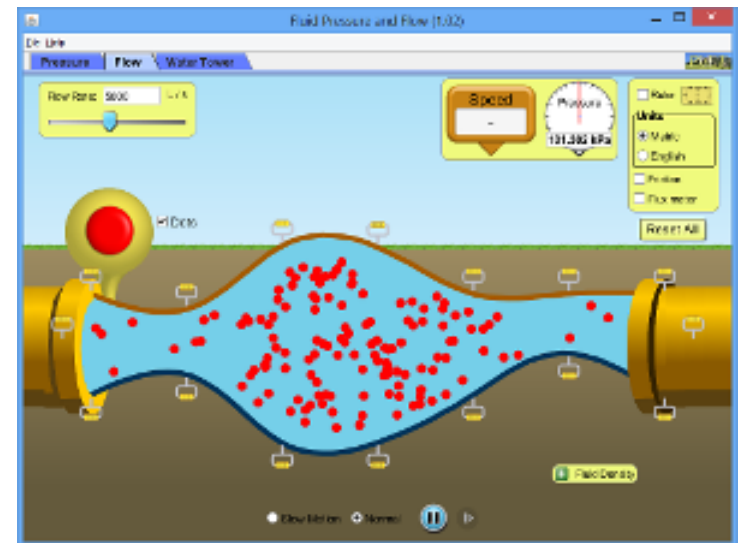 Fluid Pressure and Flow (1.02)
Pressure Flow Water Tower
Flow Rate: 5000 L / s
Speed
-
Pressure
101.302 kPa
Ruler
Units
Metric
English
Friction
Flux meter
Reset All
Dots
Fluid Density
Slow Motion Normal